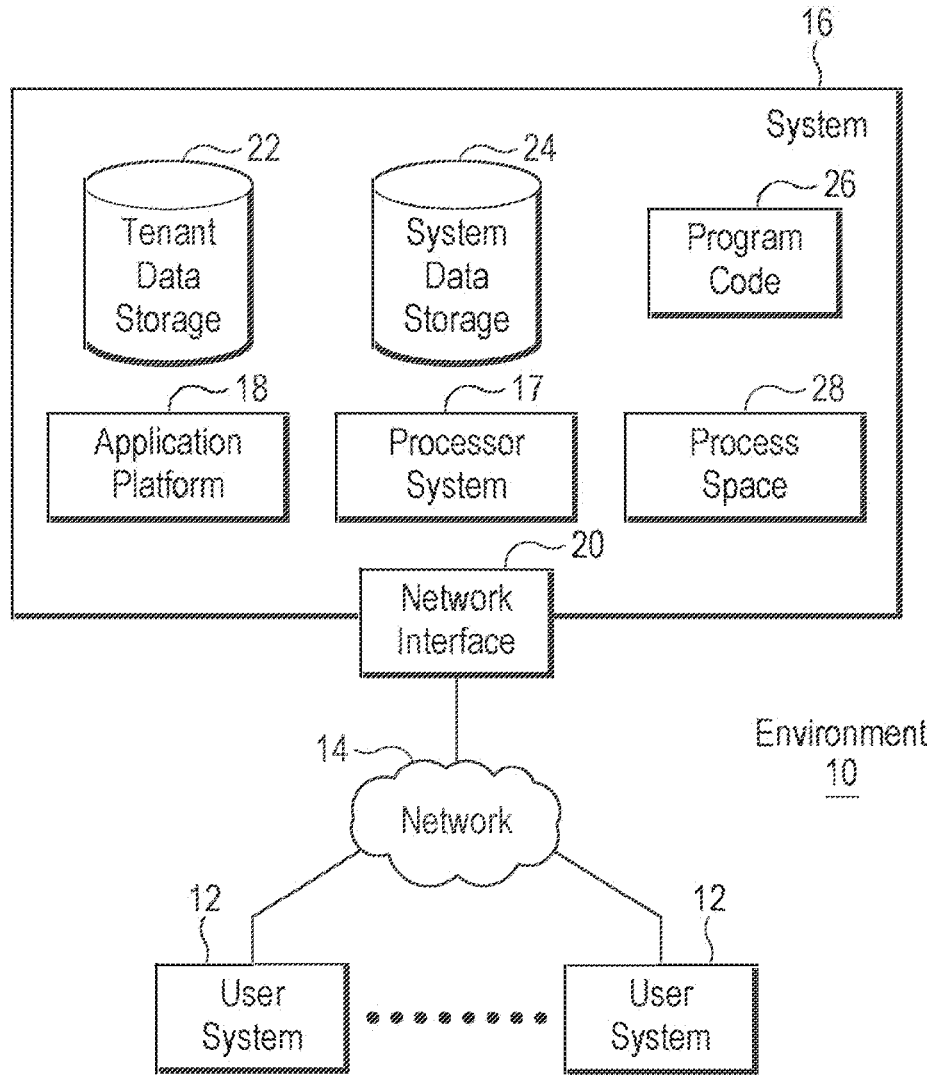 16
System
22
24
26
Tenant
Data
Storage
System
Data
Storage
Program
Code
18
17
28
Application
Platform
Processor
System
Process
Space
20
Network
Interface
14
Network
Environment
10
12
12
User
System
User
System